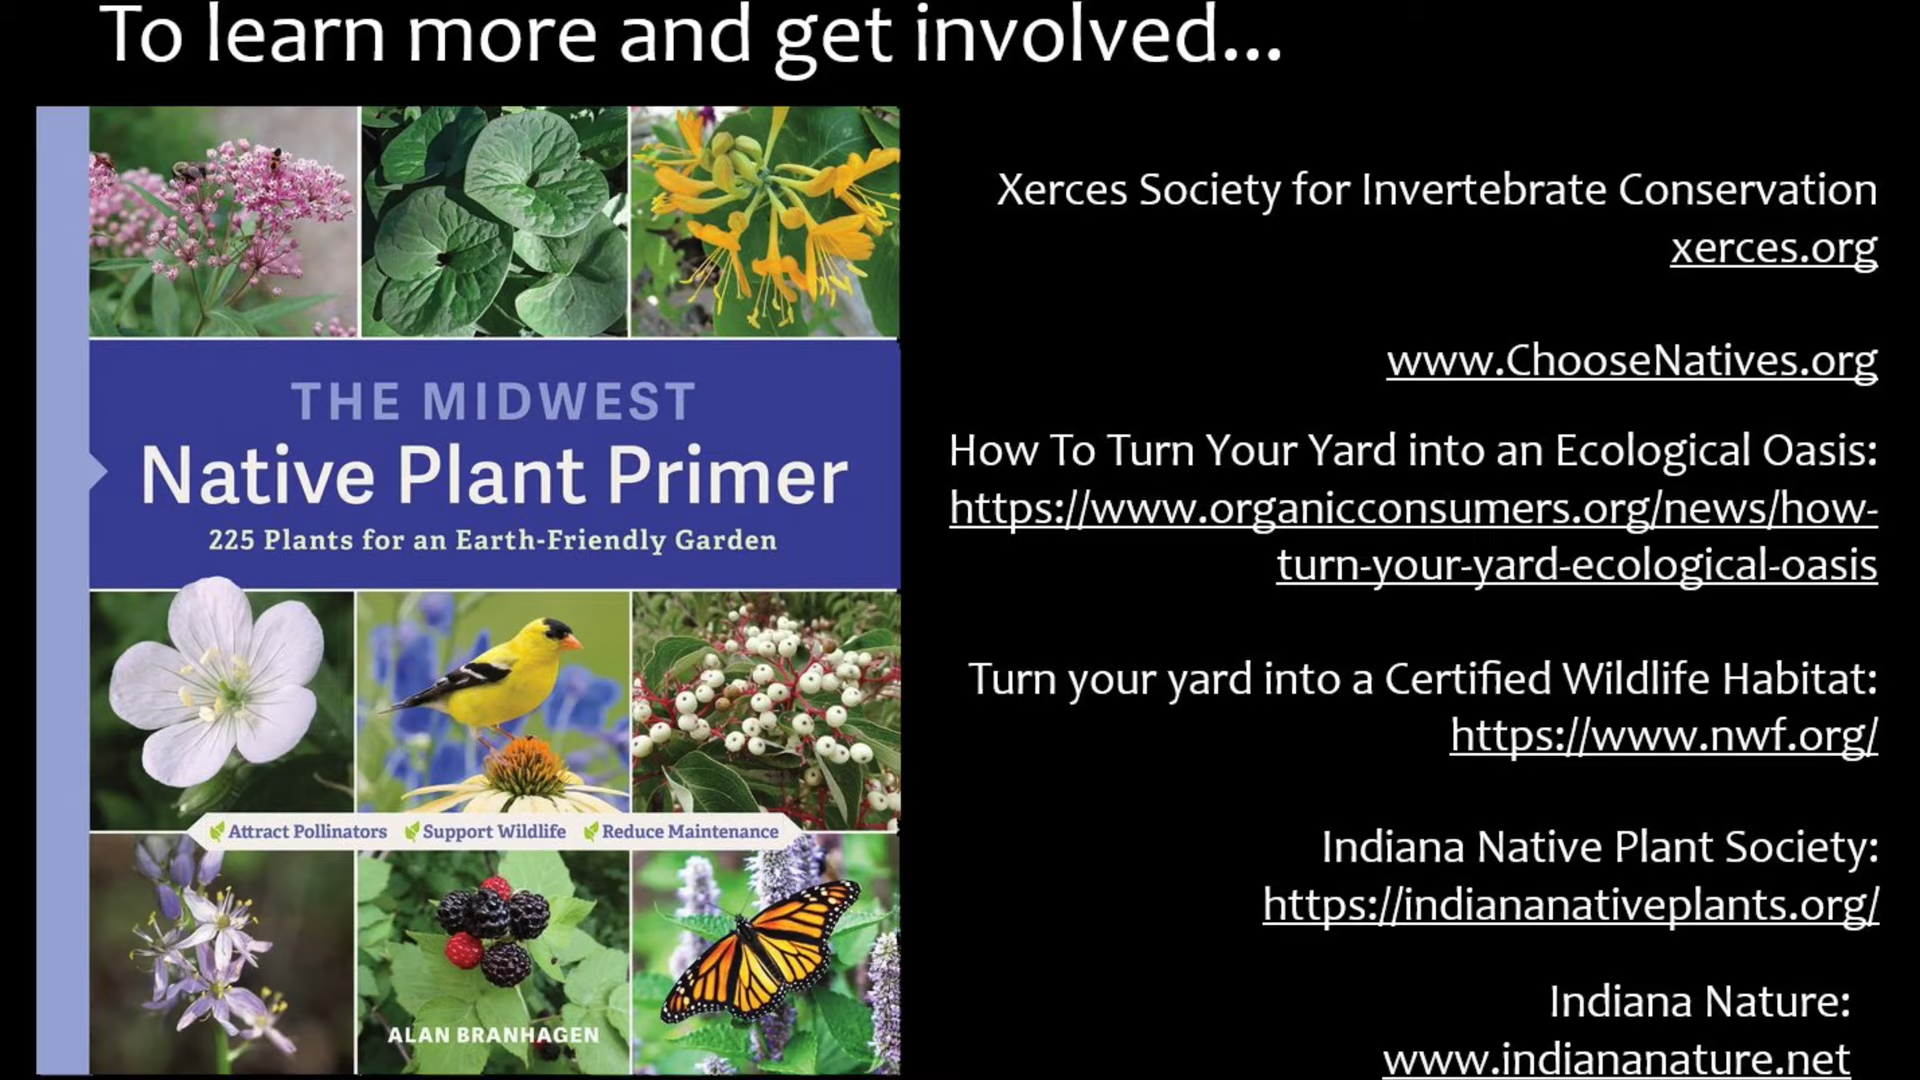 To learn more and get involved...
THE MIDWEST
Native Plant Primer
225 Plants for an Earth-Friendly Garden
Attract Pollinators Support Wildlife Reduce Maintenance
ALAN BRANHAGEN
Xerces Society for Invertebrate Conservation
xerces.org
www.ChooseNatives.org
How To Turn Your Yard into an Ecological Oasis:
https://www.organicconsumers.org/news/how-
turn-your-yard-ecological-oasis
Turn your yard into a Certified Wildlife Habitat:
https://www.nwf.org/
Indiana Native Plant Society:
https://indiananativeplants.org/
Indiana Nature:
www.indiananature.net